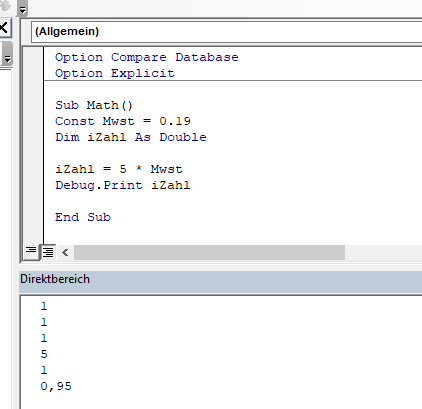 (Allgemein)
Option Compare Database
Option Explicit
Sub Math()
Const Mwst = 0.19
Dim iZahl As Double
iZahl = 5 * Mwst
Debug.Print iZahl
End Sub
Direktbereich
1
1
1
5
1
0,95